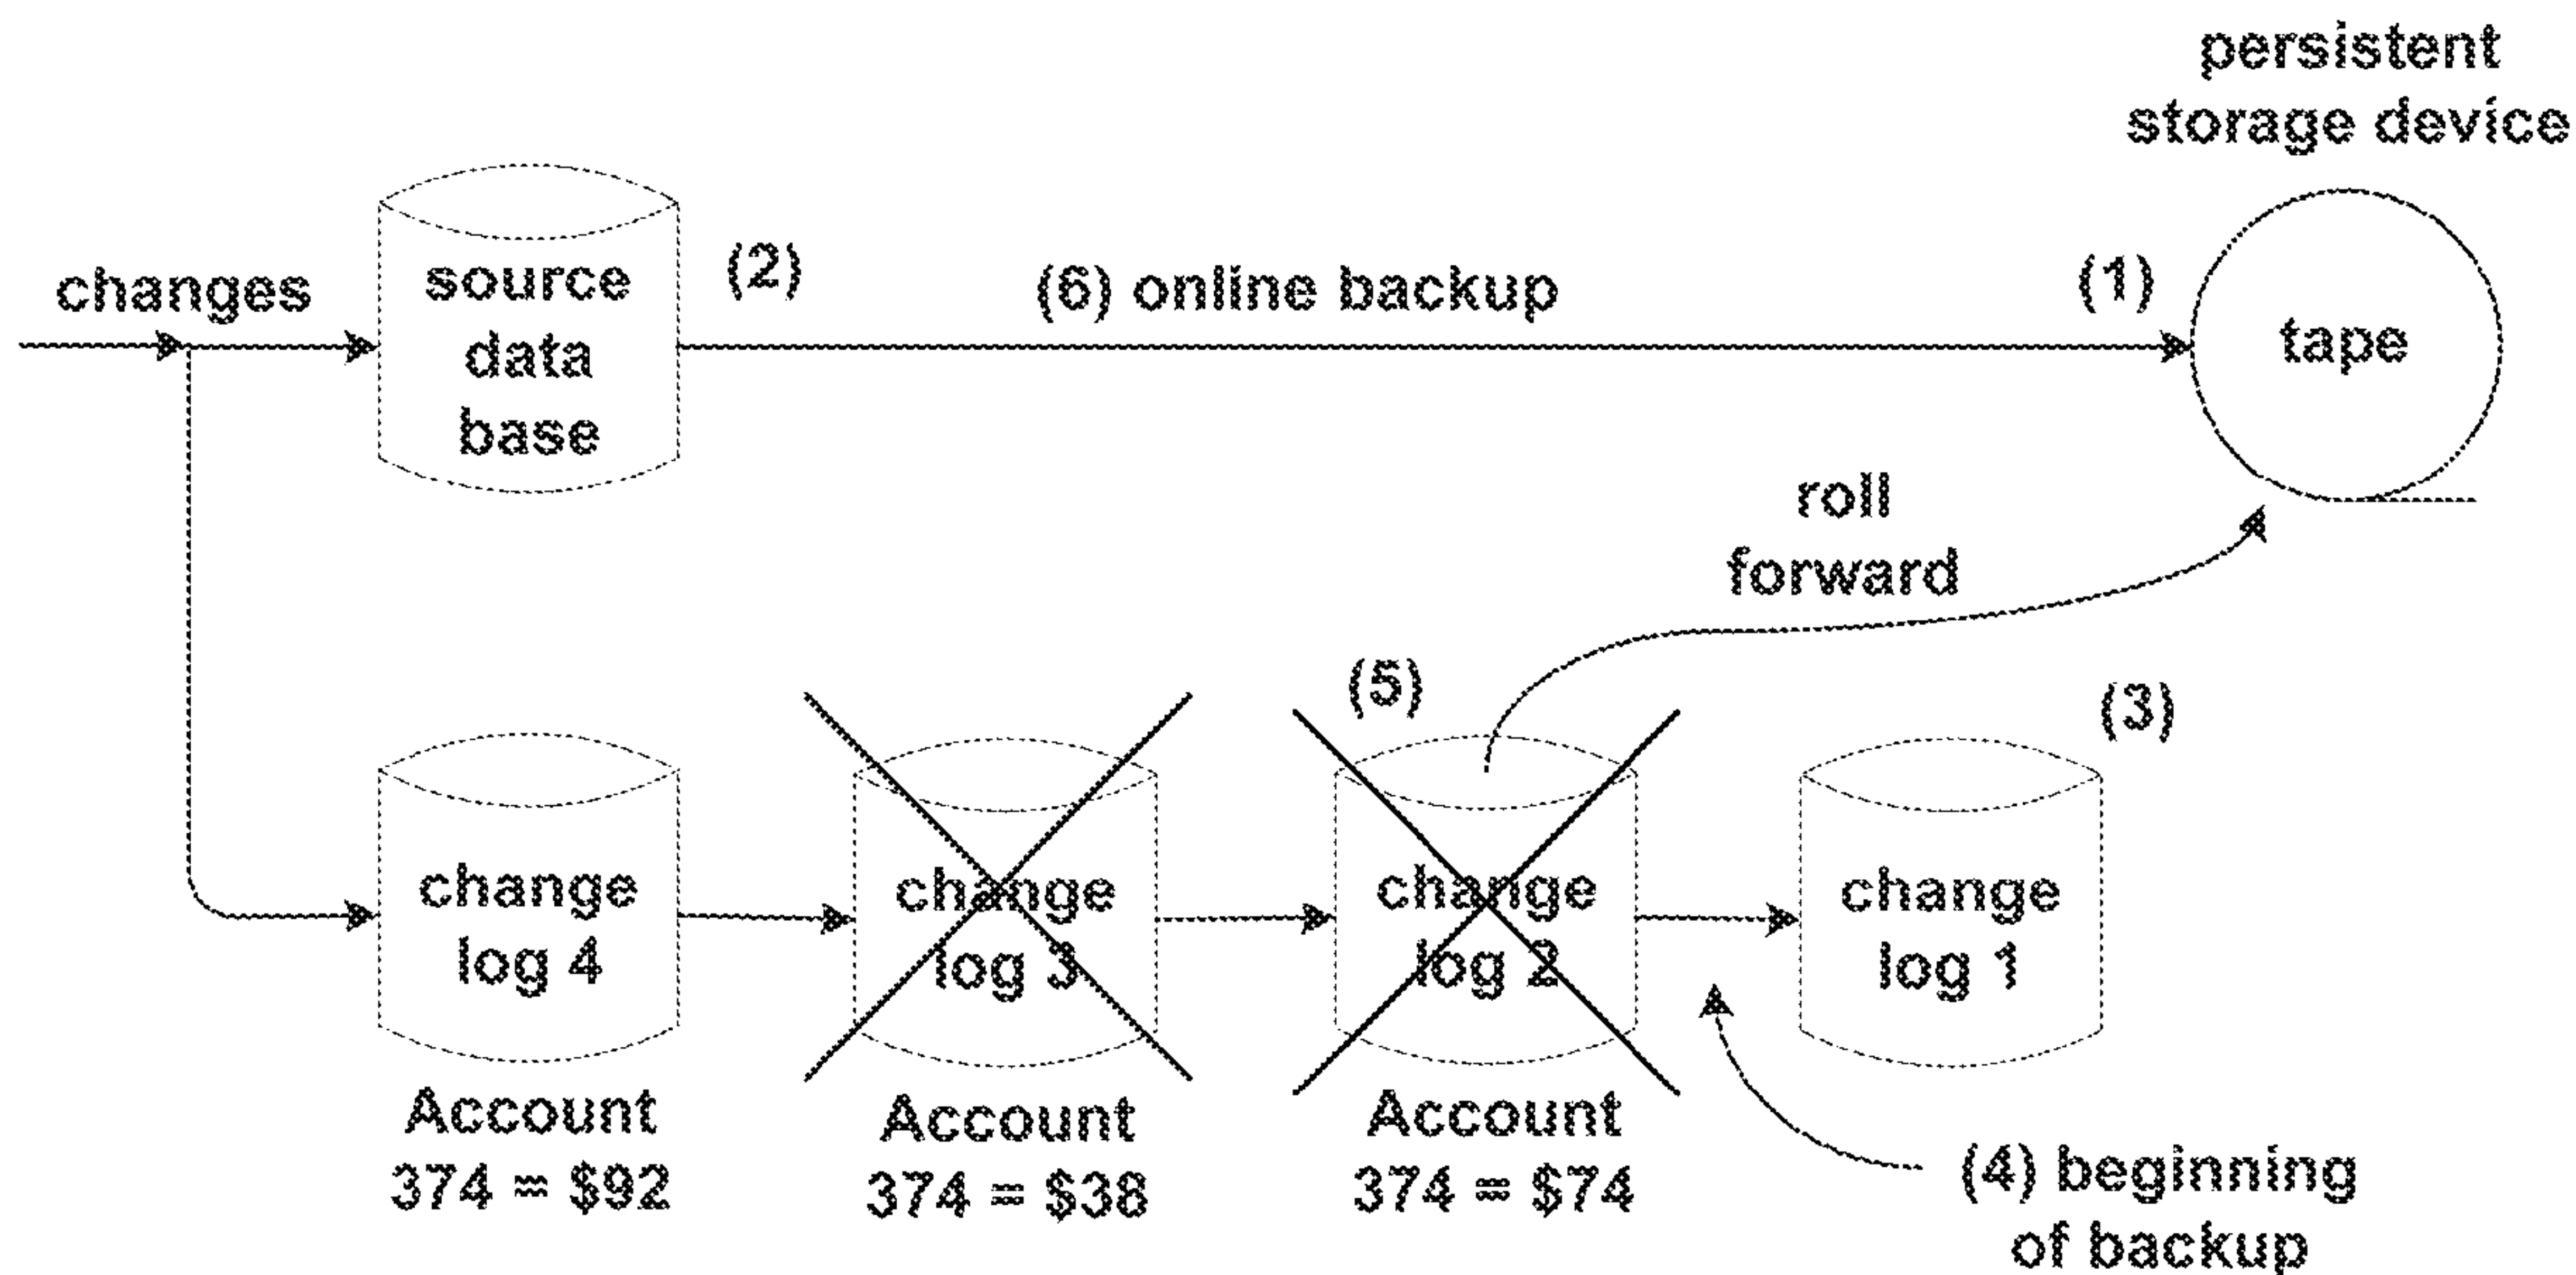 persistent
storage device
changes
source
data
base
(2)
(6) online backup
(1)
tape
roll
forward
(5)
(3)
change
log 4
change
log 3
change
log 2
change
log 1
Account
374 = $92
Account
374 = $38
Account
374 = $74
(4) beginning
of backup